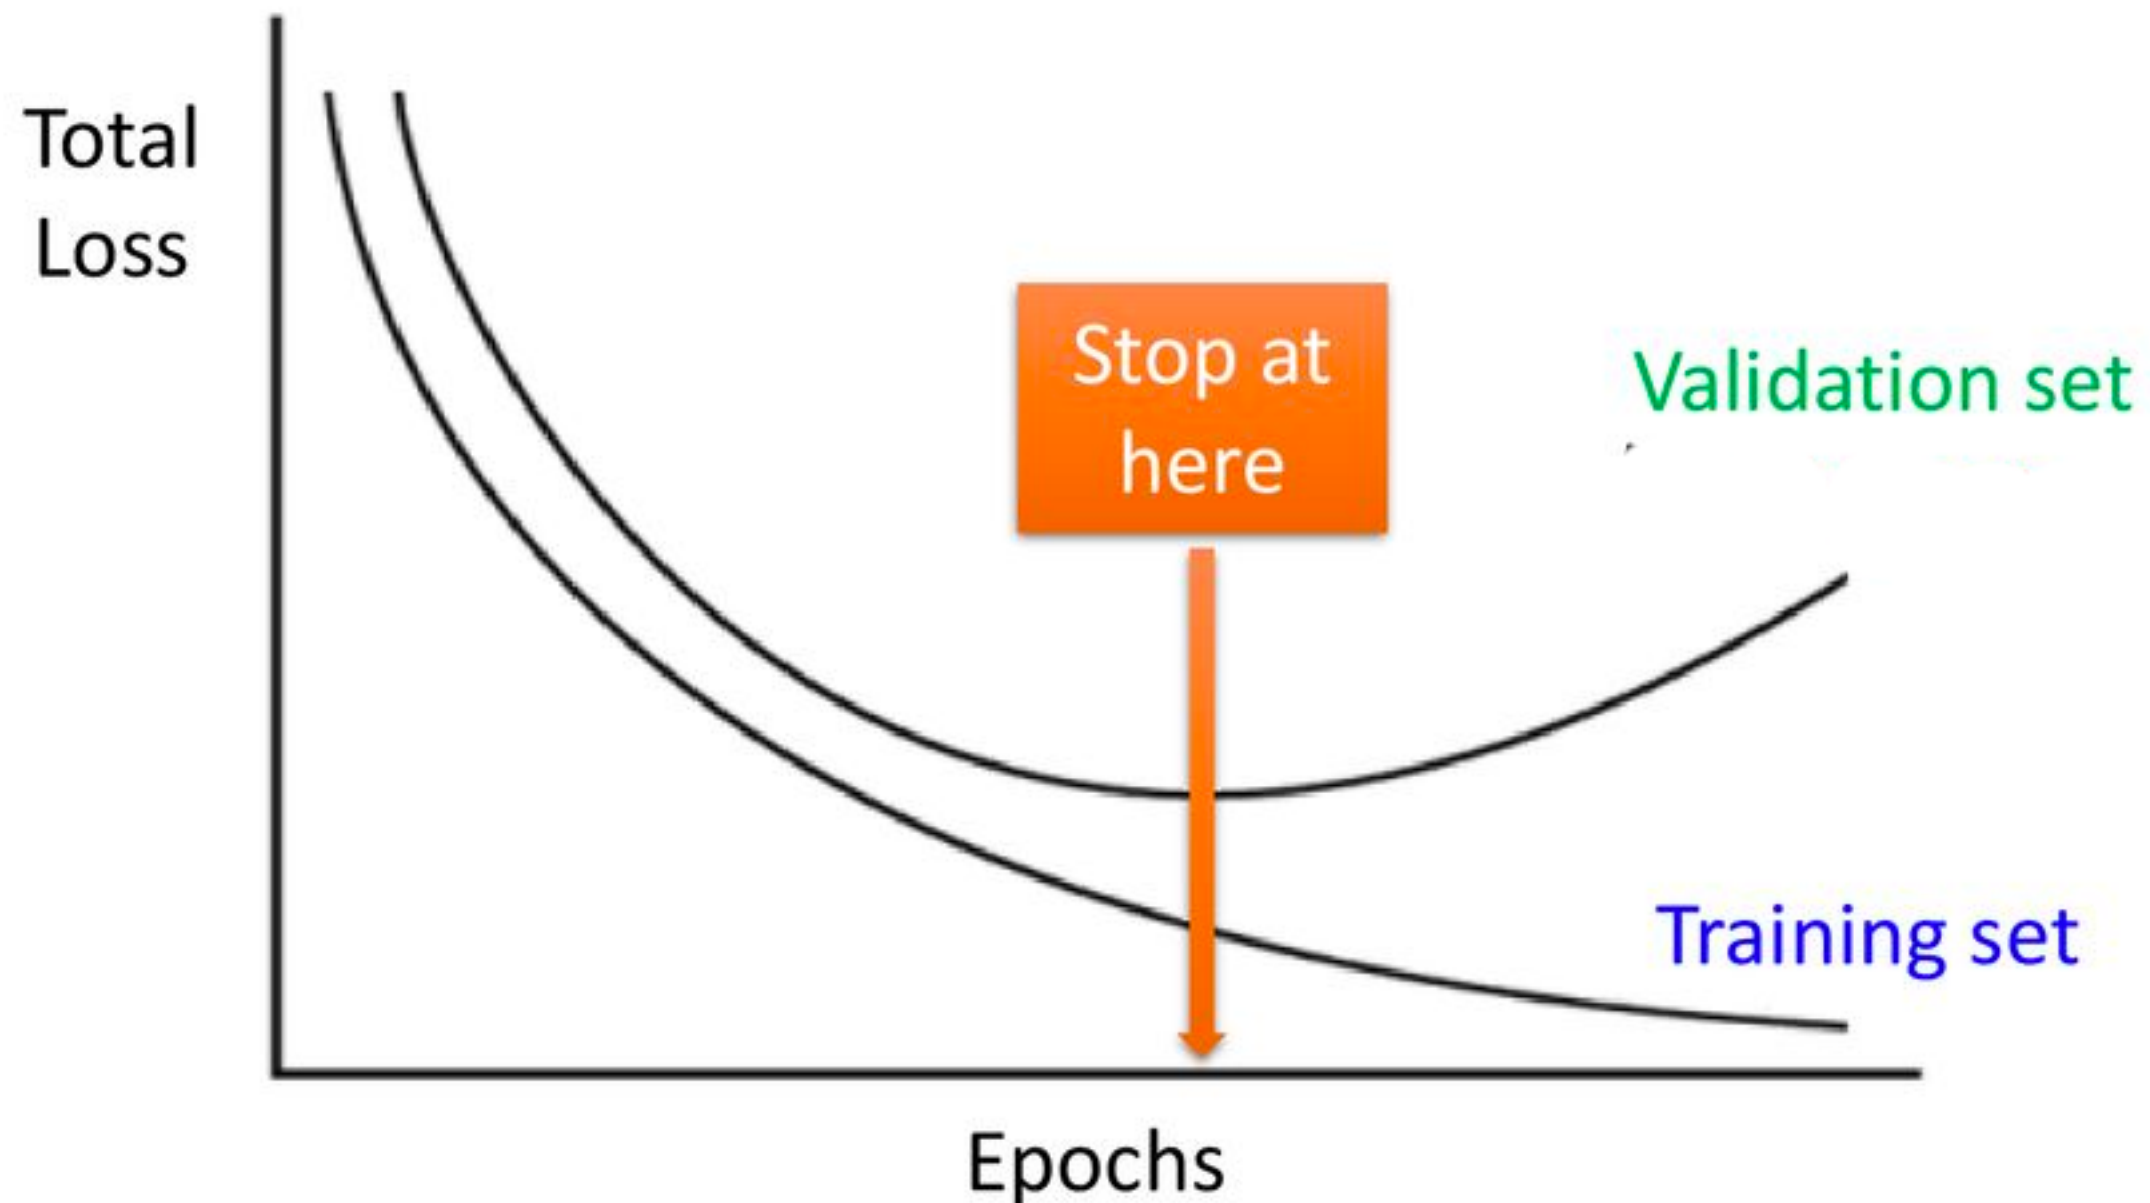 Total
Loss
Stop at
here
Validation set
Training set
Epochs